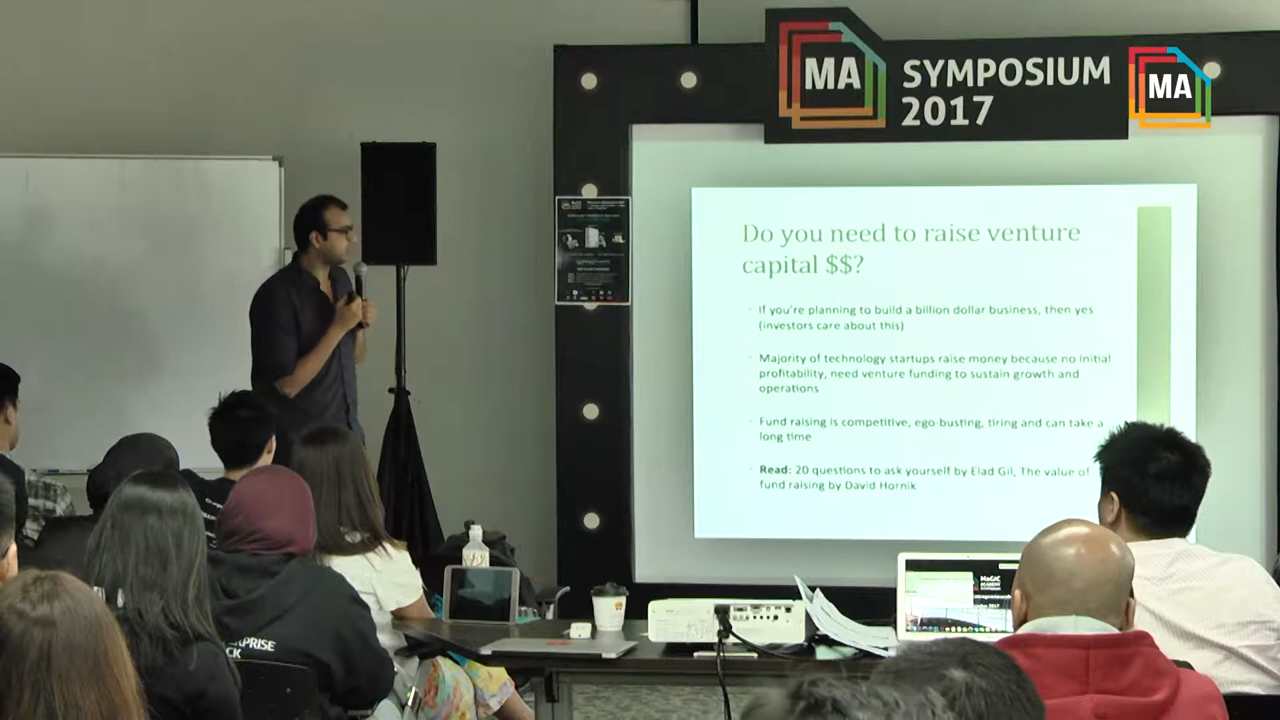 MA
SYMPOSIUM
2017
MA
Do you need to raise venture
capital $$?
If you're planning to build a billion dollar business, then yes
(investors care about this)
Majority of technology startups raise money because no initial
profitability, need venture funding to sustain growth and
operations
Fund raising is competitive, ego-busting, tiring and can take a
long time
Read: 20 questions to ask yourself by Elad Gil, The value of
fund raising by David Hornik
MaGIC